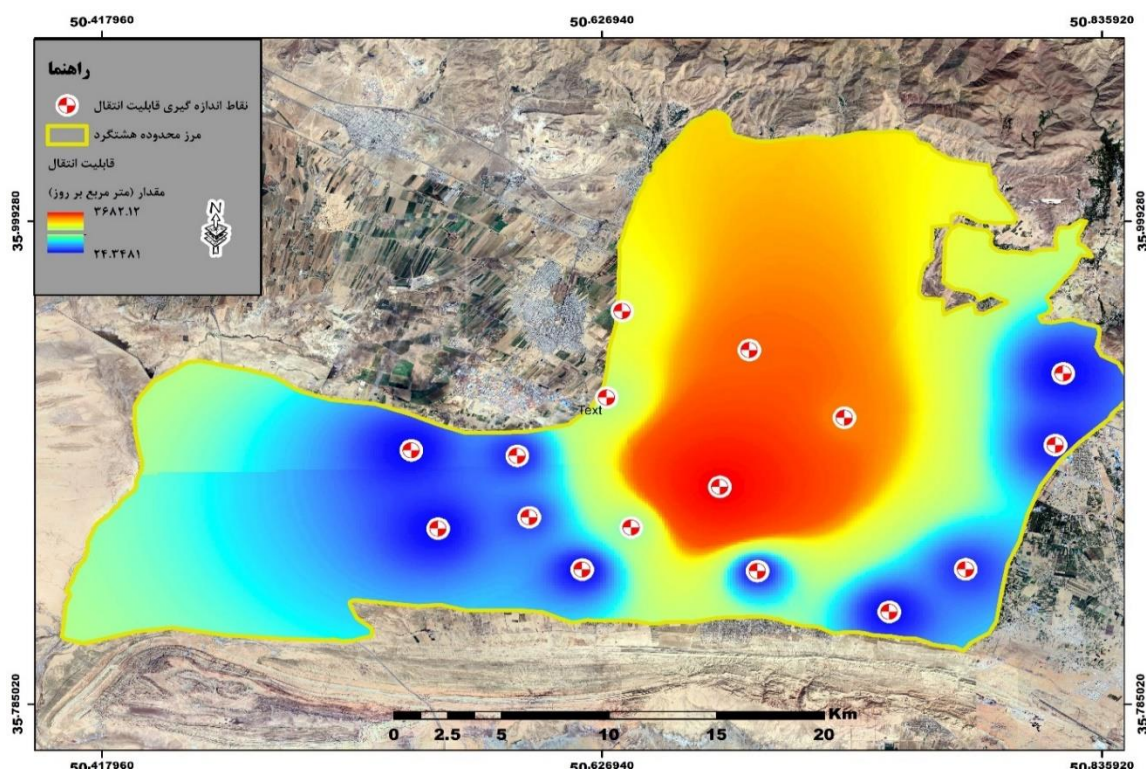 50.417960 50.626940 50.835920
راهنما
نقاط اندازه گیری قابلیت انتقال
مرز محدوده هشتگرد
قابلیت انتقال
مقدار (متر مربع بر روز)
۳۶۸۲.۱۲
۲۴.۳۴۸۱
N
35.999280 35.999280
Text
35.785020 35.785020
Km
0 2.5 5 10 15 20
50.417960 50.626940 50.835920